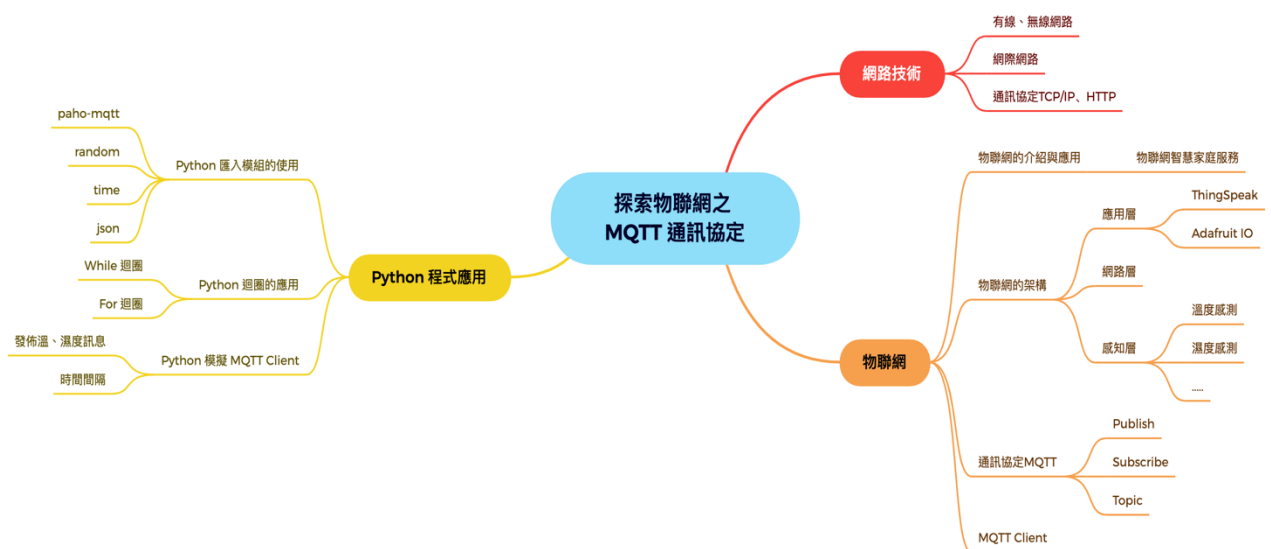 探索物聯網之
MQTT 通訊協定
網路技術
有線、無線網路
網際網路
通訊協定TCP/IP、HTTP
物聯網
物聯網的介紹與應用
物聯網智慧家庭服務
物聯網的架構
應用層
ThingSpeak
Adafruit IO
網路層
感知層
溫度感測
濕度感測
.....
通訊協定MQTT
Publish
Subscribe
Topic
MQTT Client
Python 程式應用
Python 匯入模組的使用
paho-mqtt
random
time
json
Python 迴圈的應用
While 迴圈
For 迴圈
Python 模擬 MQTT Client
發佈溫、濕度訊息
時間間隔